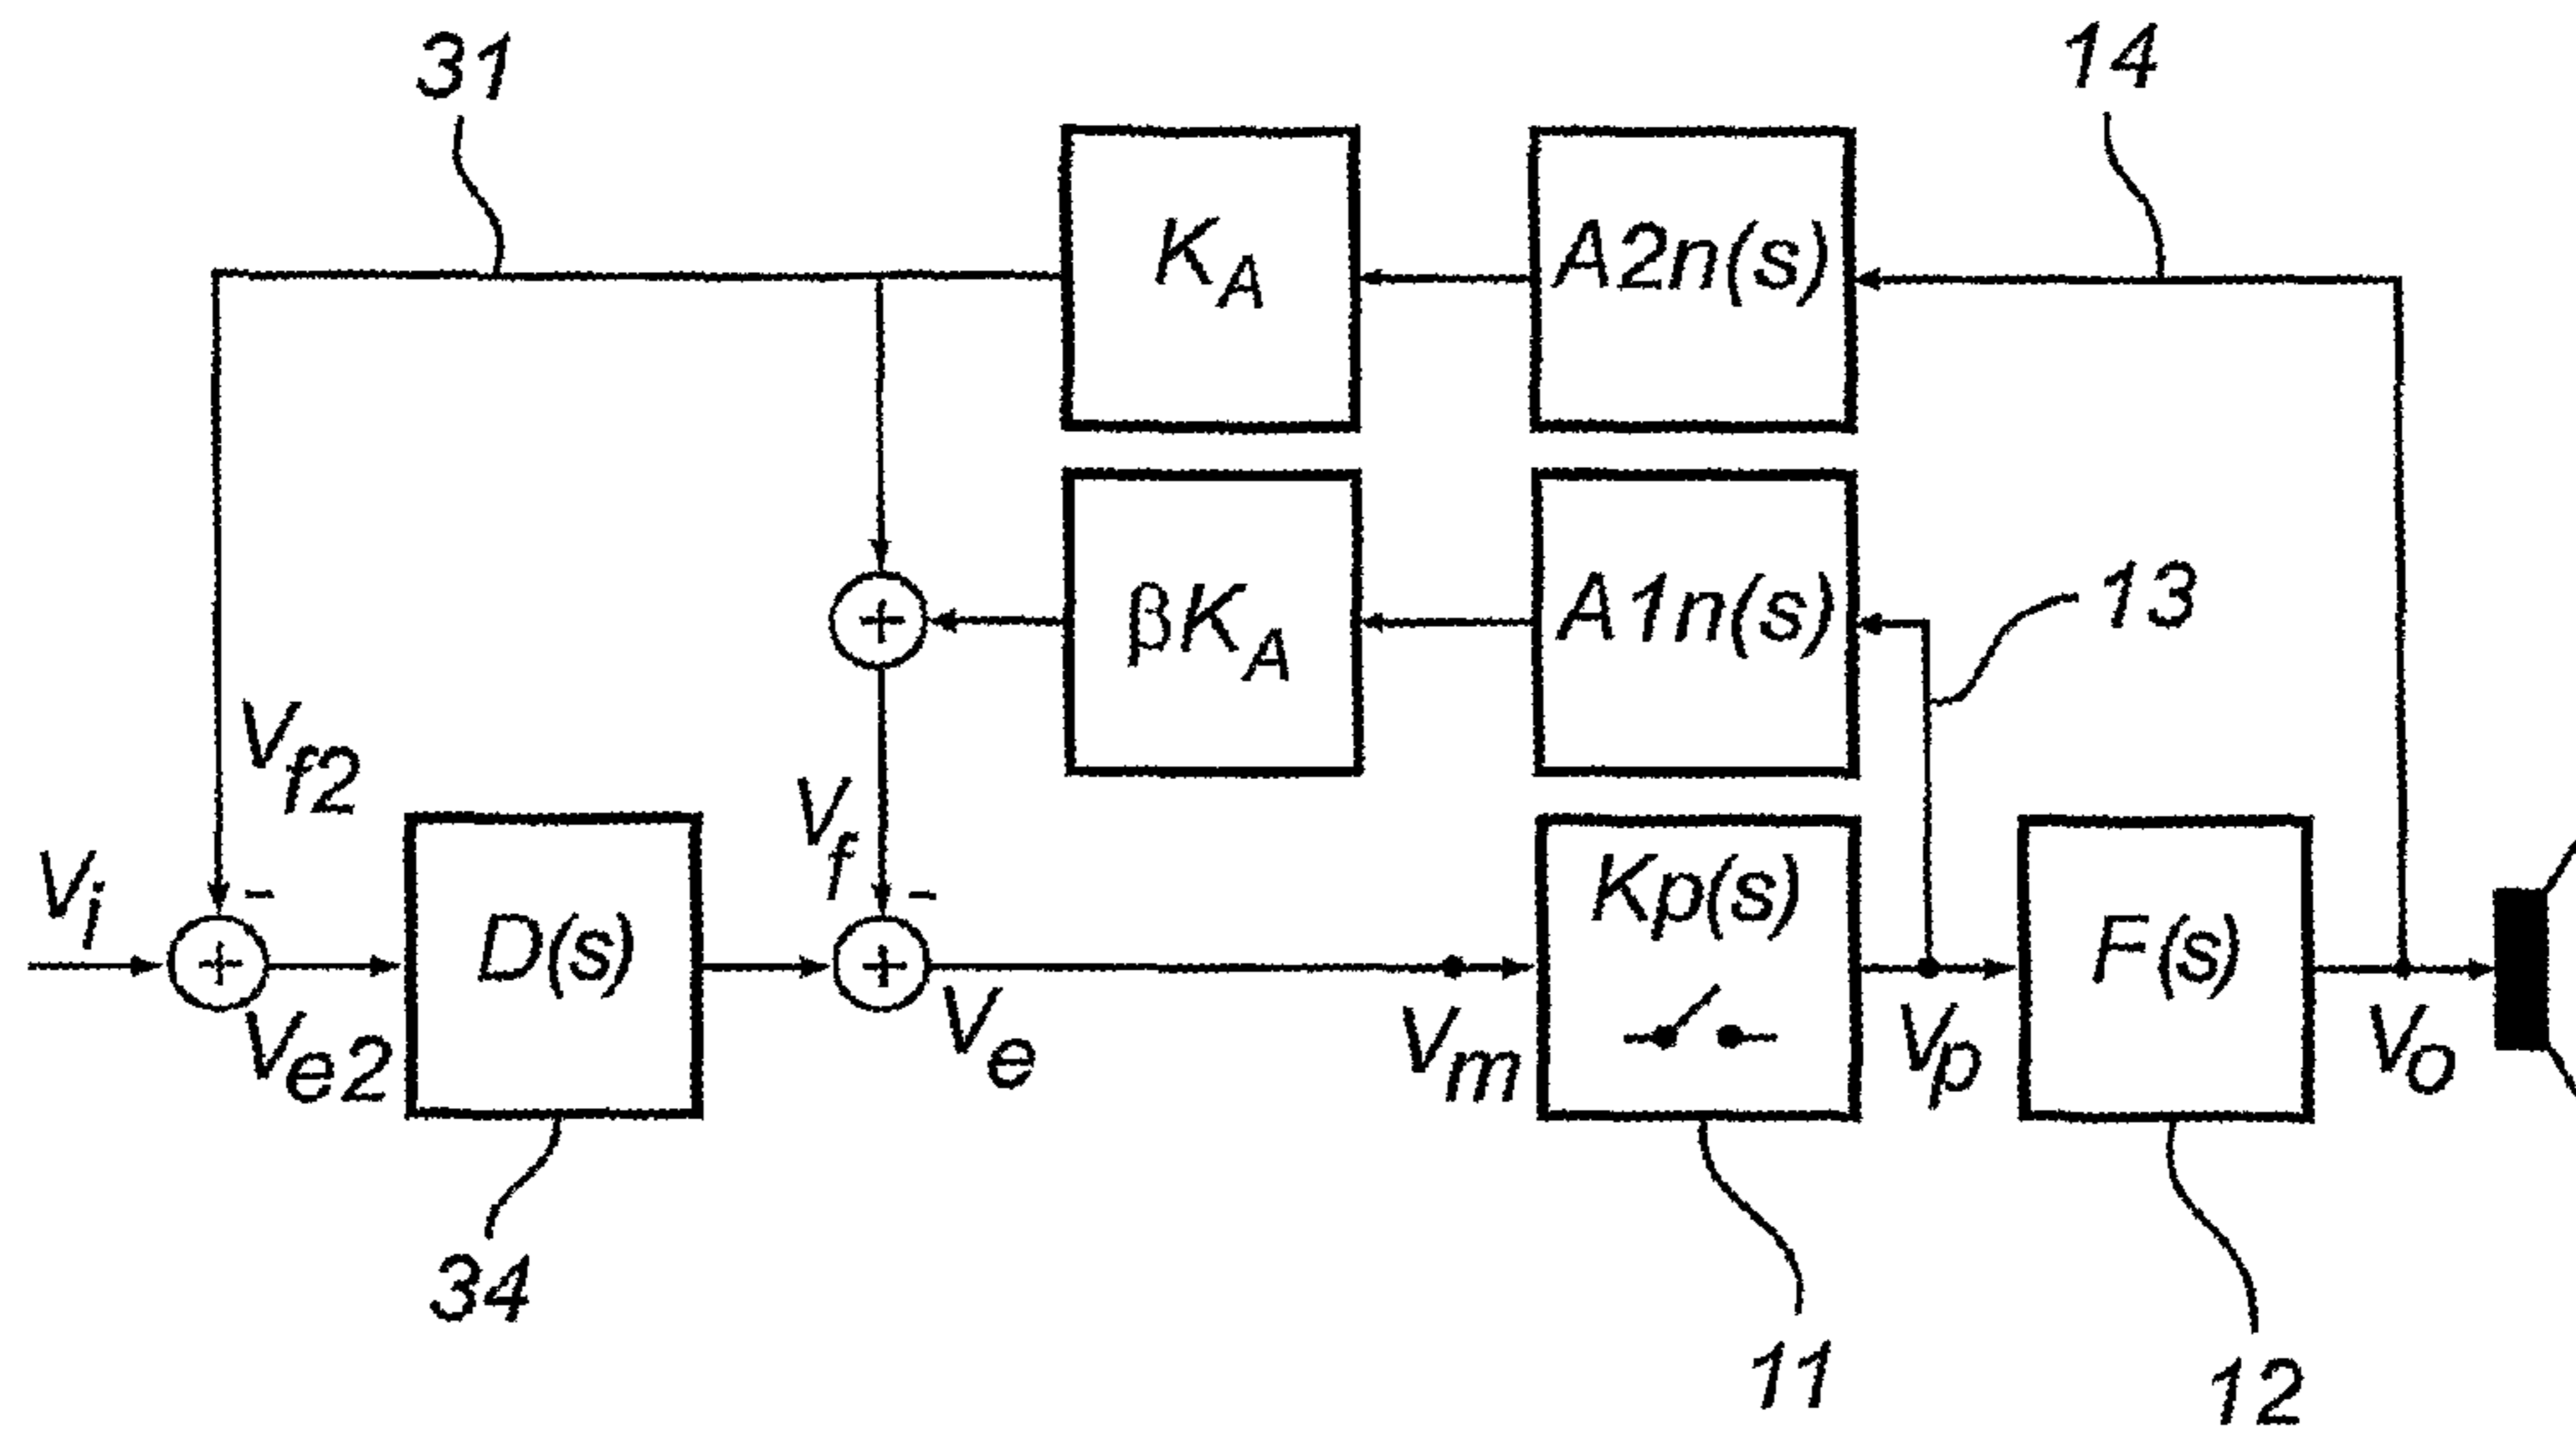 31
14
K_A
A2n(s)
βK_A
A1n(s)
13
V_f2
V_f
-
-
V_i
+
+
D(s)
+
Kp(s)
F(s)
V_e2
V_e
V_m
V_p
V_o
34
11
12